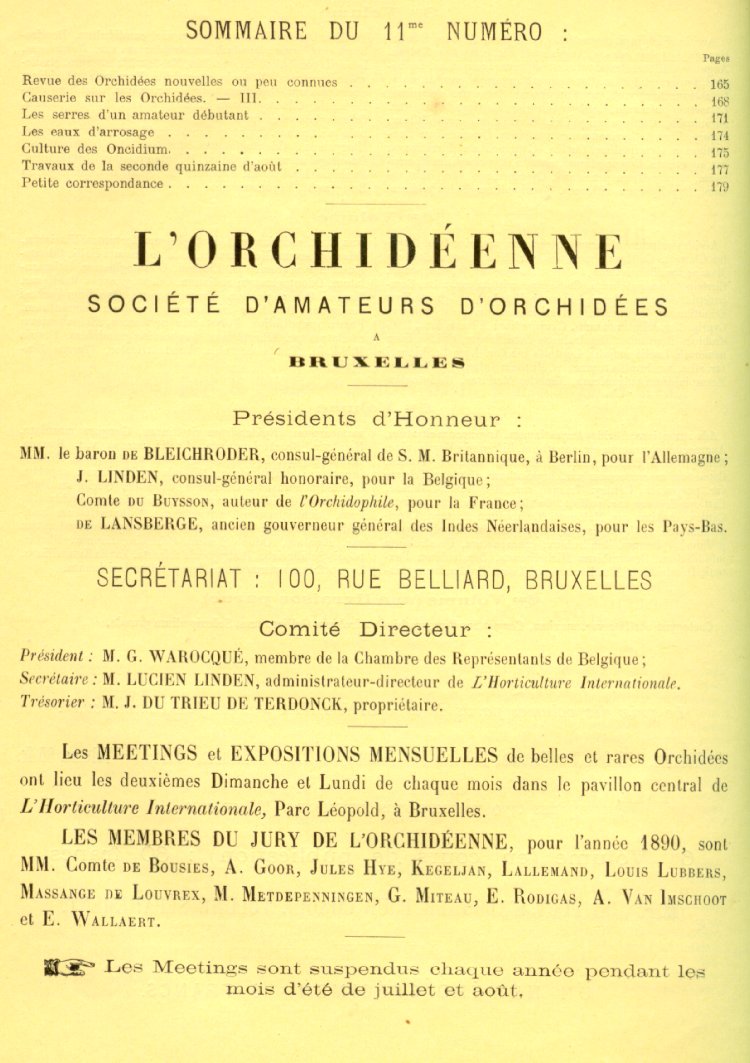 SOMMAIRE DU 11me NUMÉRO :
Pages
Revue des Orchidées nouvelles ou peu connues . . . . . . . . . . . . . . . . . 165
Causerie sur les Orchidées. — III. . . . . . . . . . . . . . . . . . . . . . 168
Les serres d'un amateur débutant . . . . . . . . . . . . . . . . . . . . . 171
Les eaux d'arrosage . . . . . . . . . . . . . . . . . . . . . . . . . 174
Culture des Oncidium. . . . . . . . . . . . . . . . . . . . . . . . . 175
Travaux de la seconde quinzaine d'août . . . . . . . . . . . . . . . . . . . 177
Petite correspondance . . . . . . . . . . . . . . . . . . . . . . . . . 179
L'ORCHIDÉENNE
SOCIÉTÉ D'AMATEURS D'ORCHIDÉES
A
BRUXELLES
Présidents d'Honneur :
MM. le baron DE BLEICHRODER, consul-général de S. M. Britannique, à Berlin, pour l'Allemagne ;
J. LINDEN, consul-général honoraire, pour la Belgique ;
Comte DU BUYSSON, auteur de l'Orchidophile, pour la France ;
DE LANSBERGE, ancien gouverneur général des Indes Néerlandaises, pour les Pays-Bas.
SECRÉTARIAT : 100, RUE BELLIARD, BRUXELLES
Comité Directeur :
Président : M. G. WAROCQUÉ, membre de la Chambre des Représentants de Belgique ;
Secrétaire : M. LUCIEN LINDEN, administrateur-directeur de L'Horticulture Internationale.
Trésorier : M. J. DU TRIEU DE TERDONCK, propriétaire.
Les MEETINGS et EXPOSITIONS MENSUELLES de belles et rares Orchidées
ont lieu les deuxièmes Dimanche et Lundi de chaque mois dans le pavillon central de
L'Horticulture Internationale, Parc Léopold, à Bruxelles.
LES MEMBRES DU JURY DE L'ORCHIDÉENNE, pour l'année 1890, sont
MM. Comte DE BOUSIES, A. GOOR, JULES HYE, KEGELJAN, LALLEMAND, LOUIS LUBBERS,
MASSANGE DE LOUVREX, M. METDEPENNINGEN, G. MITEAU, E. RODIGAS, A. VAN IMSCHOOT
et E. WALLAERT.
Les Meetings sont suspendus chaque année pendant les
mois d'été de juillet et août.